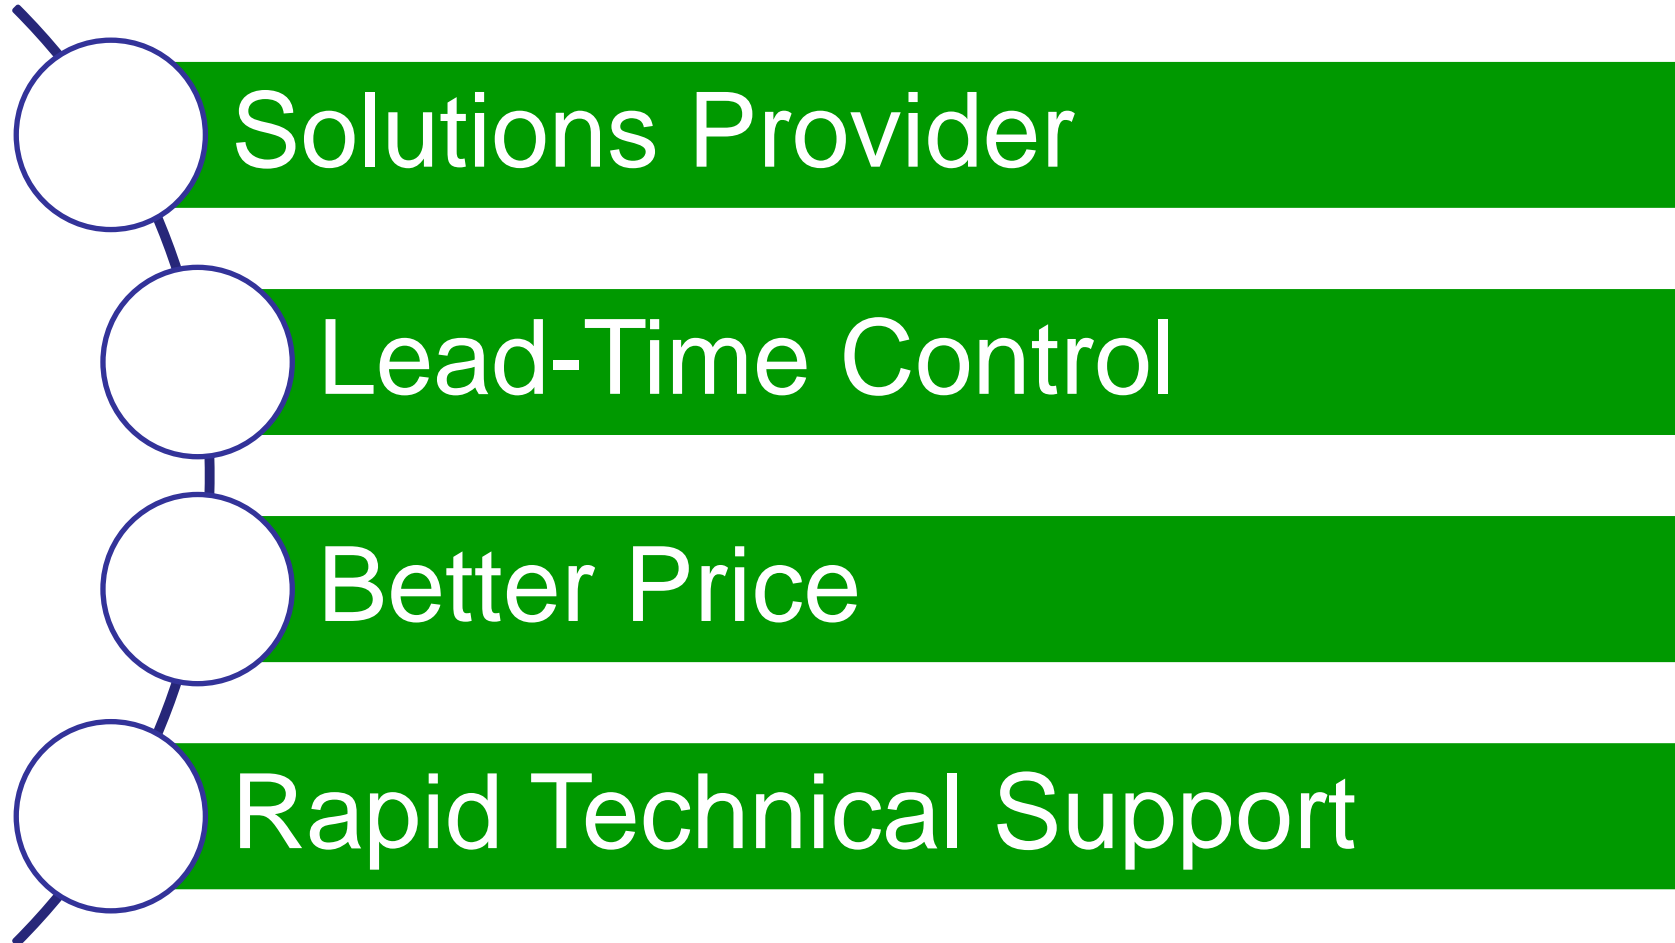 Solutions Provider
Lead-Time Control
Better Price
Rapid Technical Support